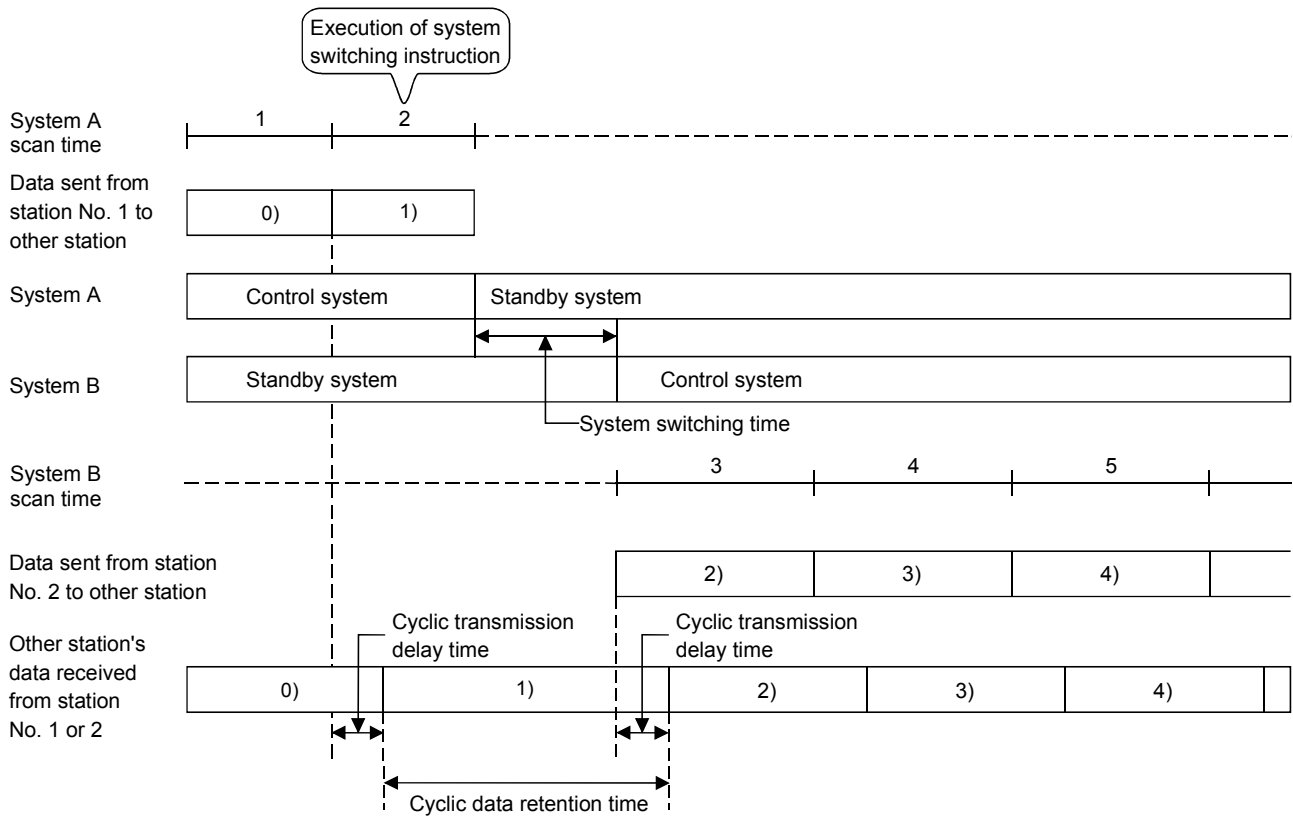 Execution of system
switching instruction
System A
scan time
1
2
Data sent from
station No. 1 to
other station
0)
1)
System A
Control system
Standby system
System B
Standby system
Control system
System switching time
System B
scan time
3
4
5
Data sent from station
No. 2 to other station
2)
3)
4)
Other station's
data received
from station
No. 1 or 2
Cyclic transmission
delay time
Cyclic transmission
delay time
0)
1)
2)
3)
4)
Cyclic data retention time